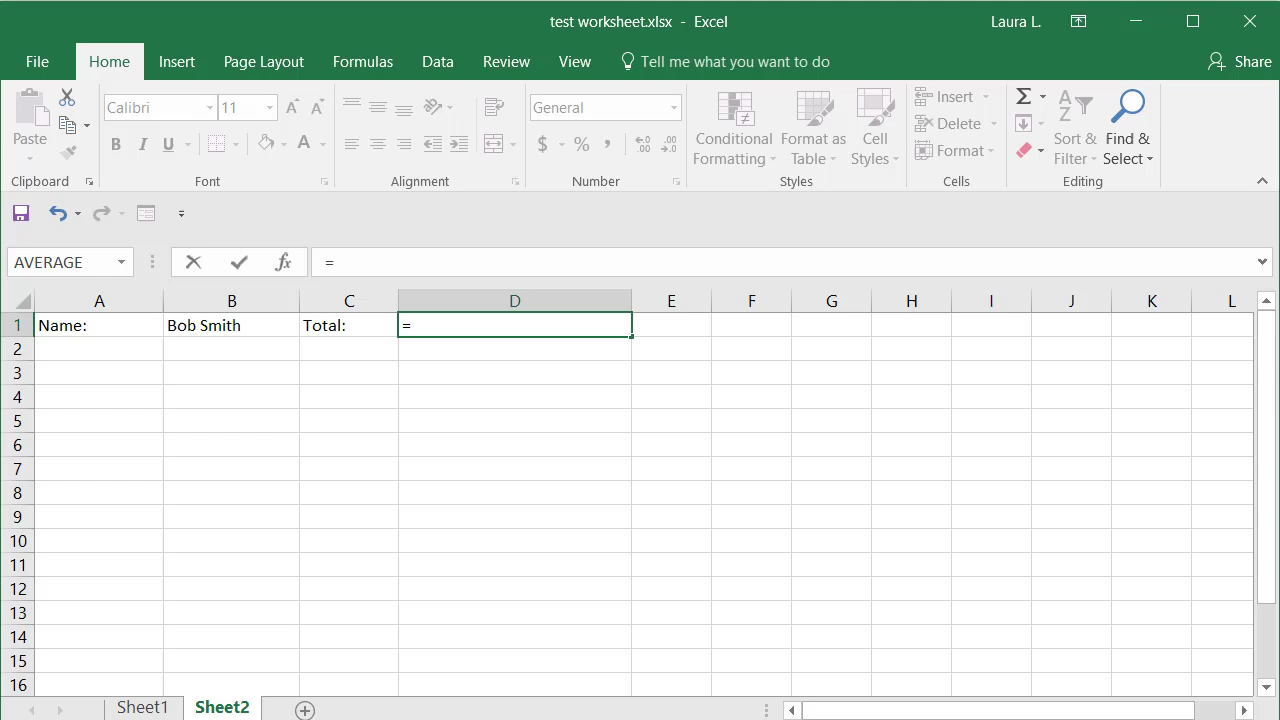 test worksheet.xlsx - Excel
Laura L.
File Home Insert Page Layout Formulas Data Review View Tell me what you want to do Share
Paste
Clipboard
Calibri 11
B I U A
Font
Alignment
General
$ % ,
Number
Conditional Formatting
Format as Table
Cell Styles
Styles
Insert
Delete
Format
Cells
Σ
Sort & Filter
Find & Select
Editing
AVERAGE fx =
A B C D E F G H I J K L
1 Name: Bob Smith Total: =
2
3
4
5
6
7
8
9
10
11
12
13
14
15
16
Sheet1 Sheet2